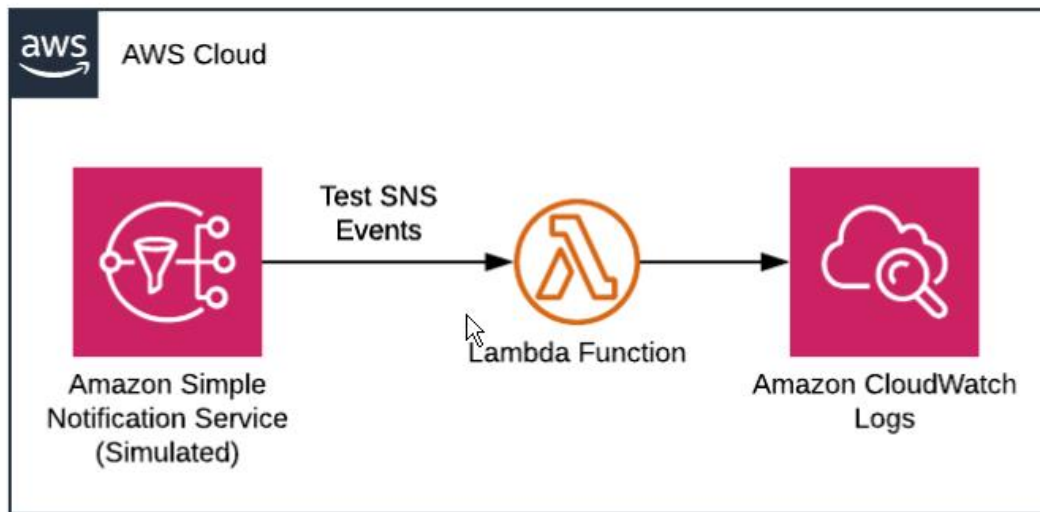 aws
AWS Cloud
Test SNS
Events
Amazon Simple
Notification Service
(Simulated)
Lambda Function
Amazon CloudWatch
Logs